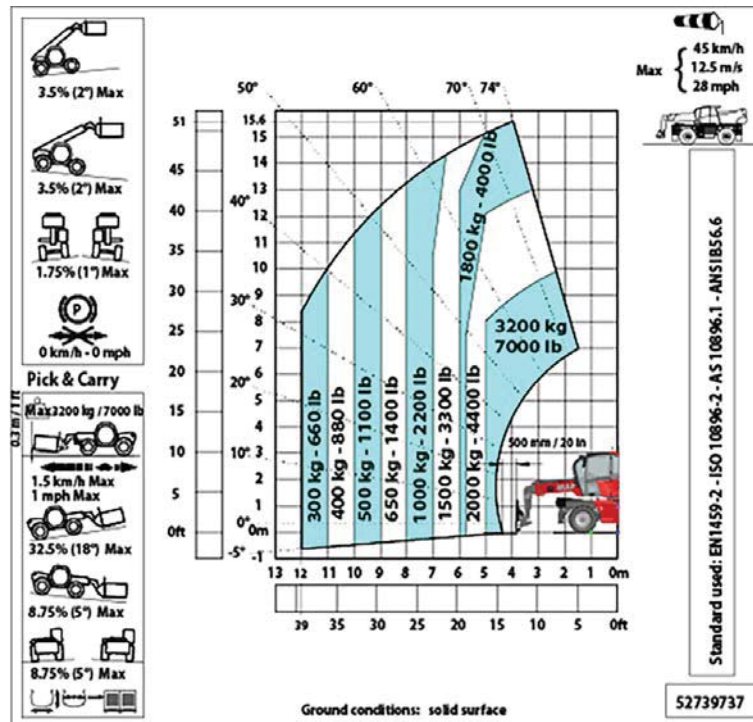 3.5% (2°) Max
3.5% (2°) Max
1.75% (1°) Max
P
0 km/h - 0 mph
Pick & Carry
0.3 m / 1 ft
Max 3200 kg / 7000 lb
1.5 km/h Max
1 mph Max
32.5% (18°) Max
8.75% (5°) Max
8.75% (5°) Max
50° 60° 70° 74°
40°
30°
20°
10°
0°
-5°
51
45
40
35
30
25
20
15
10
5
0ft
15.6
15
14
13
12
11
10
9
8
7
6
5
4
3
2
1
0m
-1
300 kg - 660 lb
400 kg - 880 lb
500 kg - 1100 lb
650 kg - 1400 lb
1000 kg - 2200 lb
1500 kg - 3300 lb
2000 kg - 4400 lb
1800 kg - 4000 lb
3200 kg
7000 lb
500 mm / 20 in
13 12 11 10 9 8 7 6 5 4 3 2 1 0m
39 35 30 25 20 15 10 5 0ft
Ground conditions: solid surface
Max
45 km/h
12.5 m/s
28 mph
Standard used: EN1459-2 - ISO 10896-2 - AS 10896.1 - ANSIB56.6
52739737